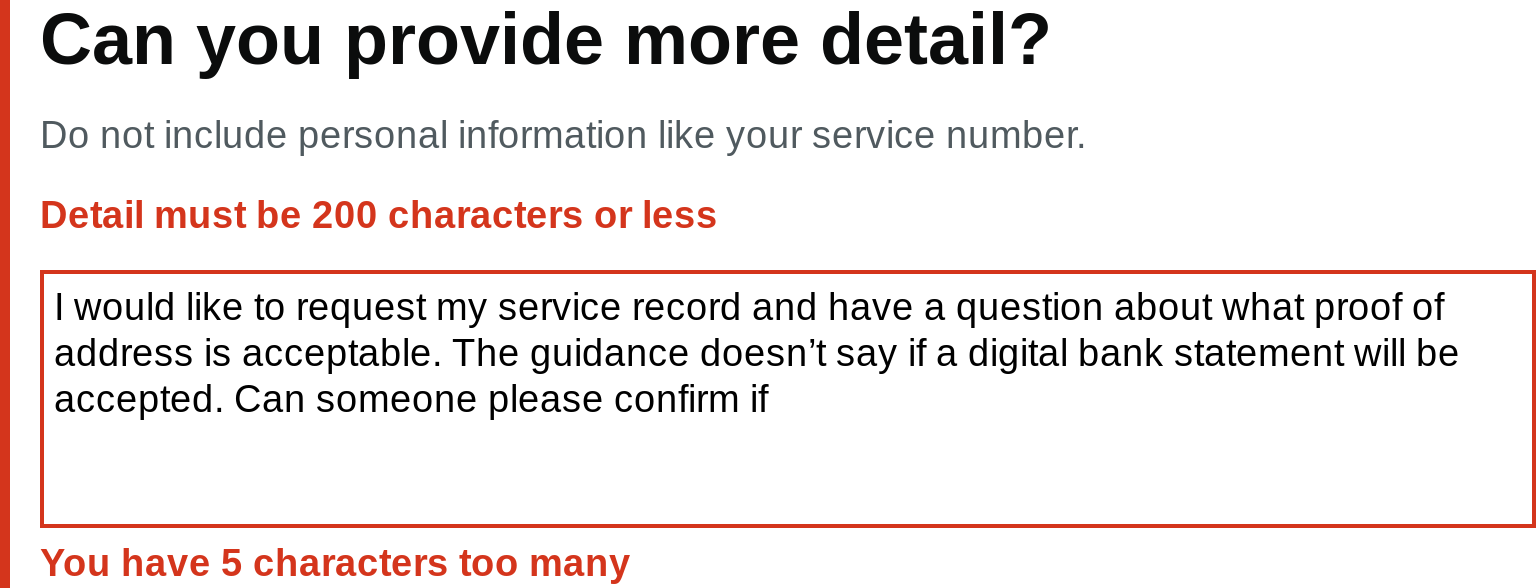 Can you provide more detail?
Do not include personal information like your service number.
Detail must be 200 characters or less
I would like to request my service record and have a question about what proof of
address is acceptable. The guidance doesn’t say if a digital bank statement will be
accepted. Can someone please confirm if
You have 5 characters too many